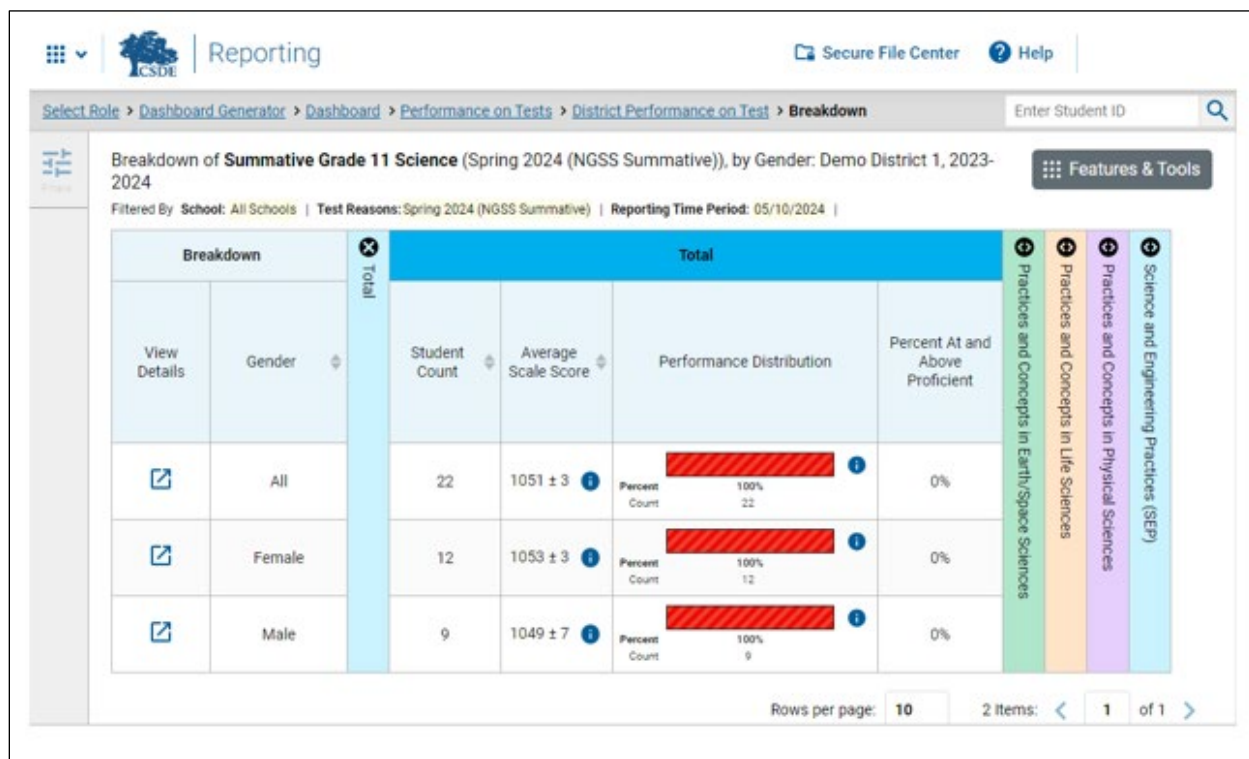 CSDE
Reporting
Secure File Center
Help
Select Role > Dashboard Generator > Dashboard > Performance on Tests > District Performance on Test > Breakdown
Enter Student ID
Breakdown of Summative Grade 11 Science (Spring 2024 (NGSS Summative)), by Gender: Demo District 1, 2023-
2024
Features & Tools
Filtered By School: All Schools | Test Reasons: Spring 2024 (NGSS Summative) | Reporting Time Period: 05/10/2024 |
Breakdown
Total
Total
Practices and Concepts in Earth/Space Sciences
Practices and Concepts in Life Sciences
Practices and Concepts in Physical Sciences
Science and Engineering Practices (SEP)
View
Details
Gender
Student
Count
Average
Scale Score
Performance Distribution
Percent At and
Above
Proficient
All
22
1051 ± 3
Percent 100%
Count 22
0%
Female
12
1053 ± 3
Percent 100%
Count 12
0%
Male
9
1049 ± 7
Percent 100%
Count 9
0%
Rows per page: 10
2 Items: < 1 of 1 >